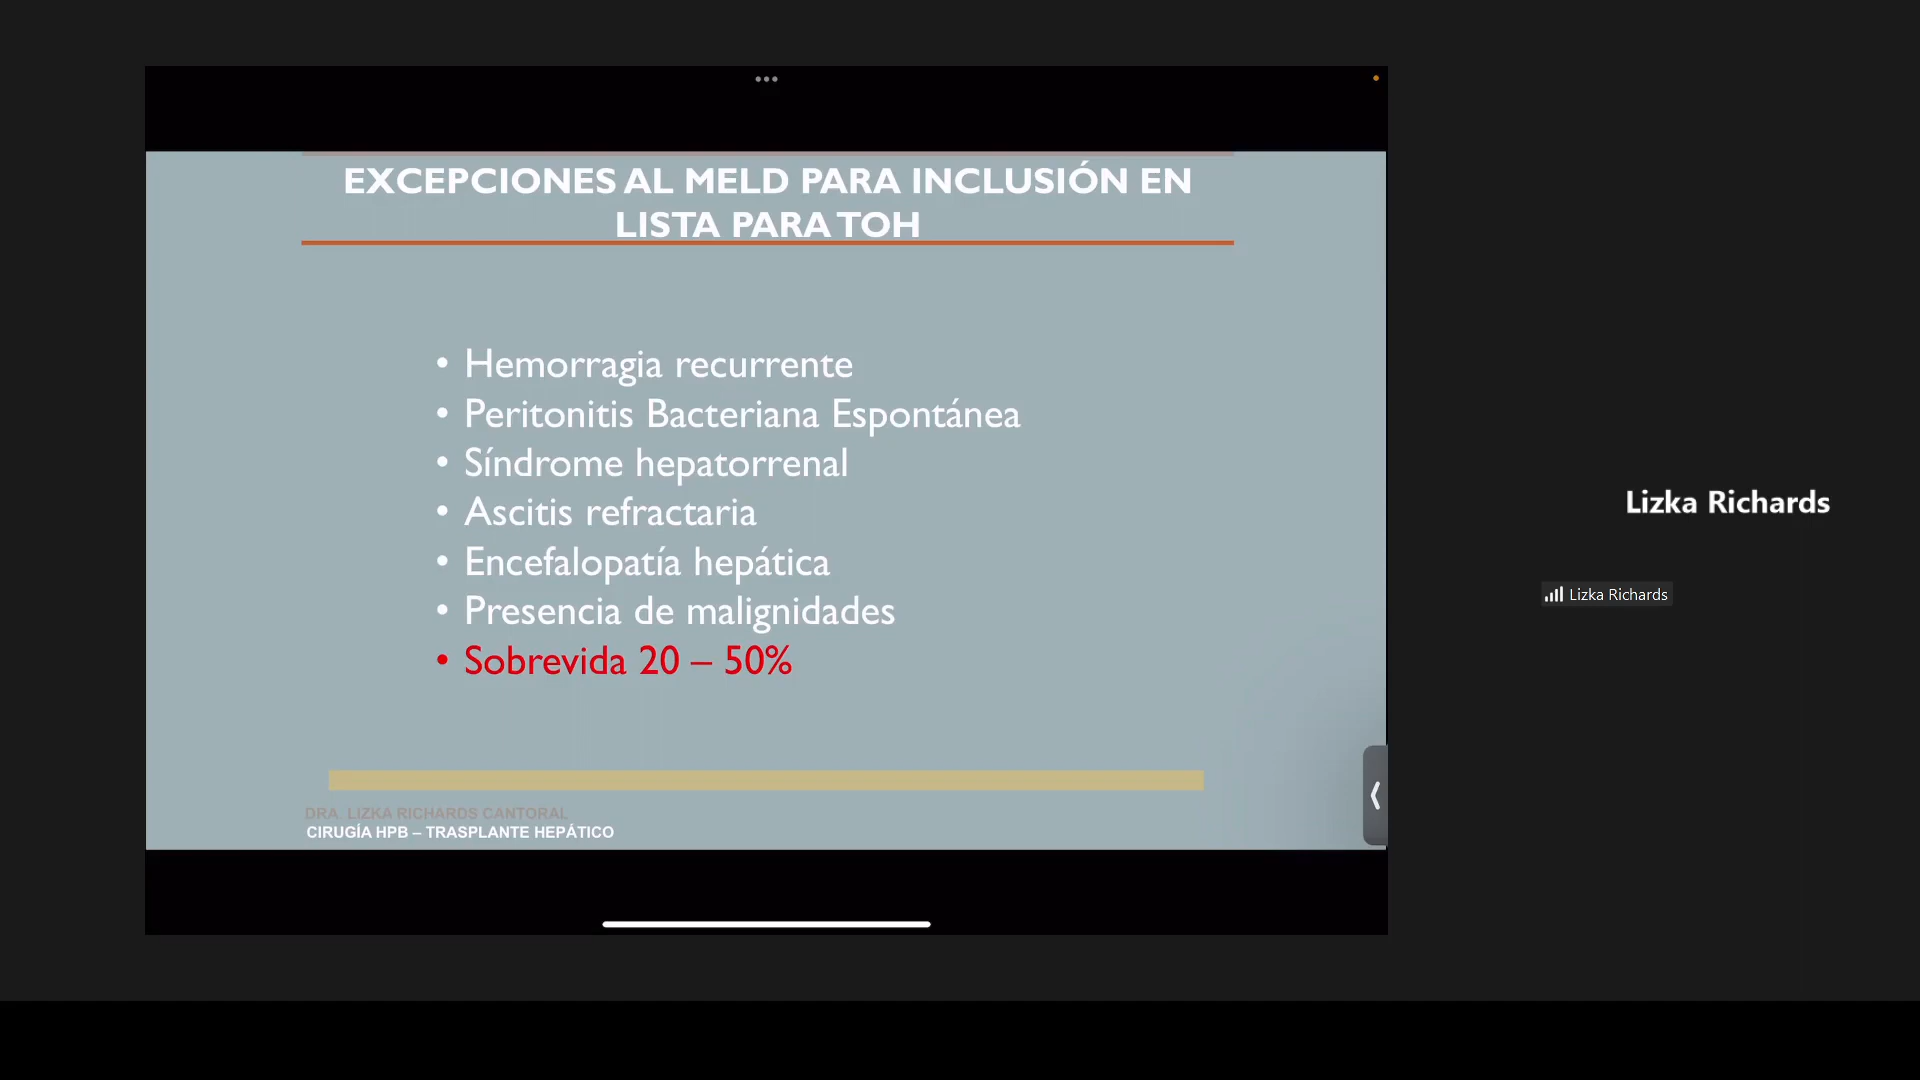 EXCEPCIONES AL MELD PARA INCLUSIÓN EN
LISTA PARA TOH
• Hemorragia recurrente
• Peritonitis Bacteriana Espontánea
• Síndrome hepatorrenal
• Ascitis refractaria
• Encefalopatía hepática
• Presencia de malignidades
• Sobrevida 20 – 50%
DRA. LIZKA RICHARDS CANTORAL
CIRUGÍA HPB – TRASPLANTE HEPÁTICO
Lizka Richards
Lizka Richards